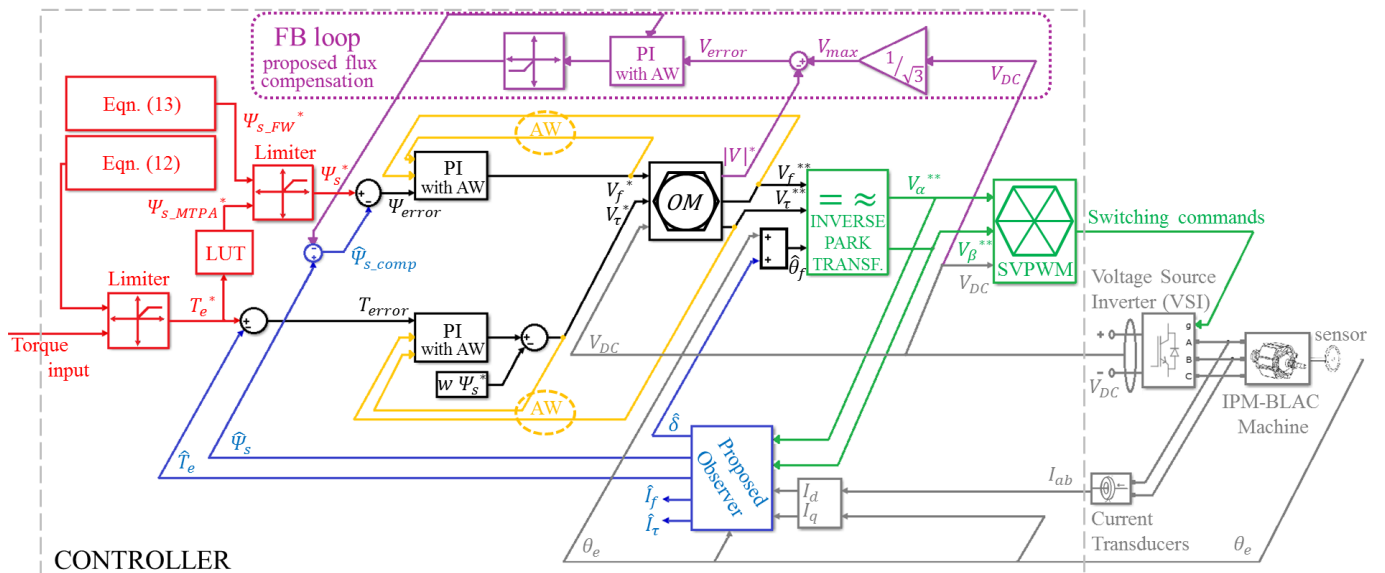 FB loop
proposed flux
compensation
PI
with AW
V_error
V_max
1/√3
V_DC
Eqn. (13)
Ψ_s_FW*
Eqn. (12)
Limiter
Ψ_s*
Ψ_s_MTPA*
LUT
Limiter
T_e*
Torque
input
AW
PI
with AW
Ψ_error
Ψ̂_s_comp
V_f*
V_τ*
|V|*
OM
V_f**
V_τ**
= ≈
INVERSE
PARK
TRANSF.
θ̂_f
V_α**
V_β**
V_DC
SVPWM
Switching commands
T_error
PI
with AW
w Ψ_s*
AW
V_DC
Voltage Source
Inverter (VSI)
g
A
B
C
V_DC
sensor
IPM-BLAC
Machine
T̂_e
Ψ̂_s
δ̂
Proposed
Observer
Î_f
Î_τ
I_d
I_q
I_ab
Current
Transducers
θ_e
θ_e
CONTROLLER